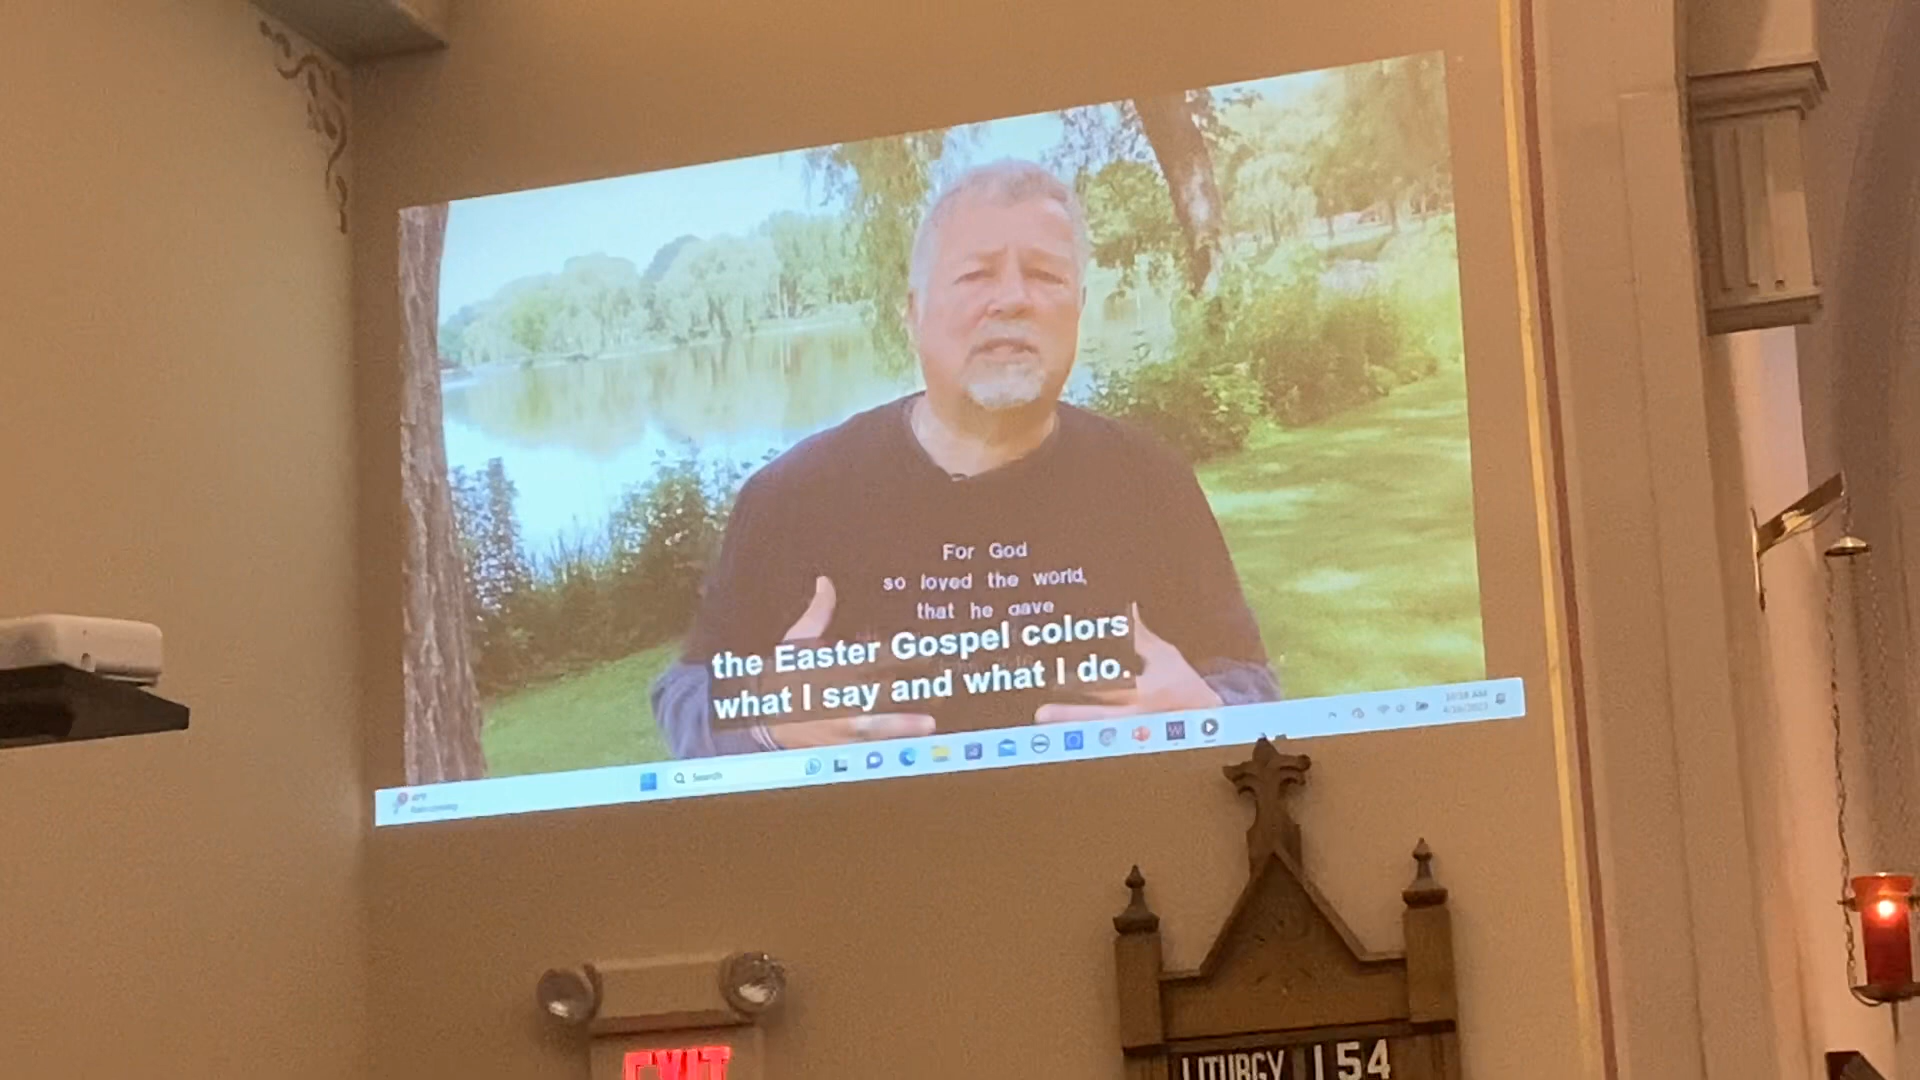 For God
so loved the world,
that he gave
the Easter Gospel colors
what I say and what I do.
Search
EXIT
LITURGY 154